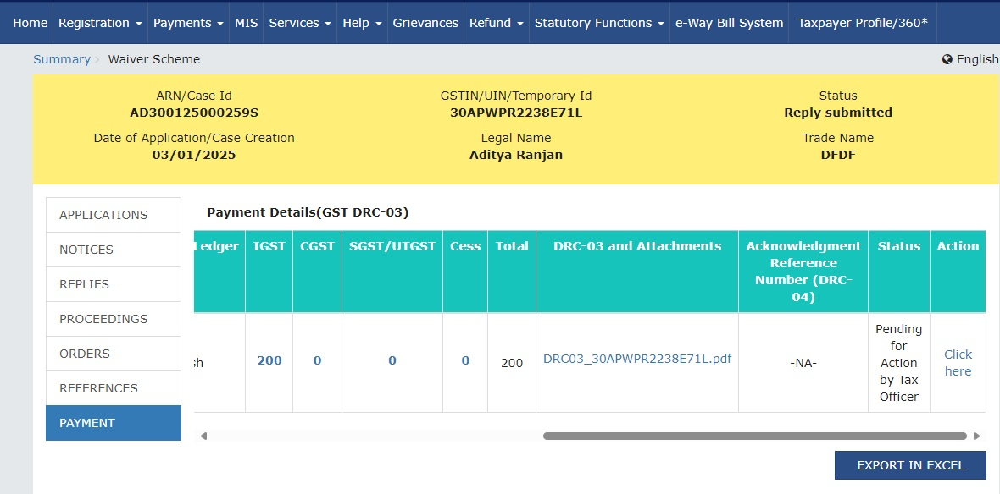 Home Registration Payments MIS Services Help Grievances Refund Statutory Functions e-Way Bill System Taxpayer Profile/360*
Summary Waiver Scheme English
ARN/Case Id GSTIN/UIN/Temporary Id Status
AD300125000259S 30APWPR2238E71L Reply submitted
Date of Application/Case Creation Legal Name Trade Name
03/01/2025 Aditya Ranjan DFDF
APPLICATIONS
NOTICES
REPLIES
PROCEEDINGS
ORDERS
REFERENCES
PAYMENT
Payment Details(GST DRC-03)
Ledger IGST CGST SGST/UTGST Cess Total DRC-03 and Attachments Acknowledgment Status Action
Reference
Number (DRC-
04)
Pending
for
sh 200 0 0 0 200 DRC03_30APWPR2238E71L.pdf -NA- Action Click
here
by Tax
Officer
EXPORT IN EXCEL